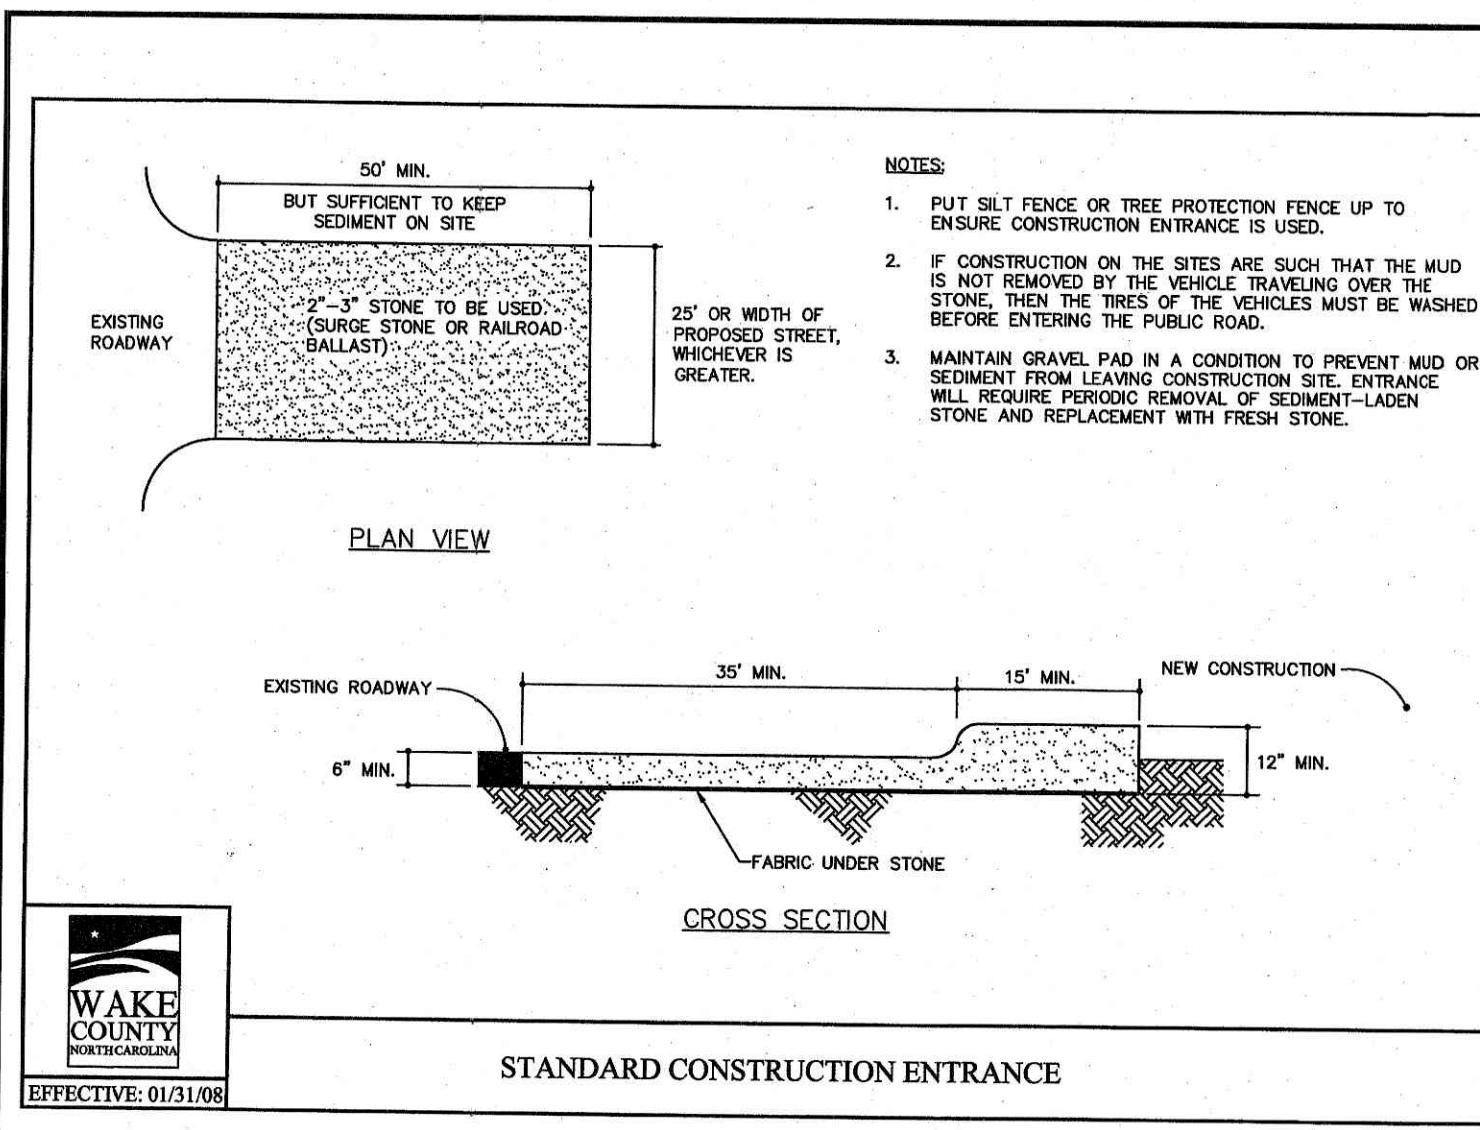 50' MIN.
BUT SUFFICIENT TO KEEP
SEDIMENT ON SITE
EXISTING
ROADWAY
2"-3" STONE TO BE USED.
(SURGE STONE OR RAILROAD
BALLAST)
25' OR WIDTH OF
PROPOSED STREET,
WHICHEVER IS
GREATER.
PLAN VIEW
NOTES:
1. PUT SILT FENCE OR TREE PROTECTION FENCE UP TO
ENSURE CONSTRUCTION ENTRANCE IS USED.
2. IF CONSTRUCTION ON THE SITES ARE SUCH THAT THE MUD
IS NOT REMOVED BY THE VEHICLE TRAVELING OVER THE
STONE, THEN THE TIRES OF THE VEHICLES MUST BE WASHED
BEFORE ENTERING THE PUBLIC ROAD.
3. MAINTAIN GRAVEL PAD IN A CONDITION TO PREVENT MUD OR
SEDIMENT FROM LEAVING CONSTRUCTION SITE. ENTRANCE
WILL REQUIRE PERIODIC REMOVAL OF SEDIMENT-LADEN
STONE AND REPLACEMENT WITH FRESH STONE.
EXISTING ROADWAY
35' MIN.
15' MIN.
NEW CONSTRUCTION
6" MIN.
12" MIN.
FABRIC UNDER STONE
CROSS SECTION
WAKE
COUNTY
NORTH CAROLINA
EFFECTIVE: 01/31/08
STANDARD CONSTRUCTION ENTRANCE